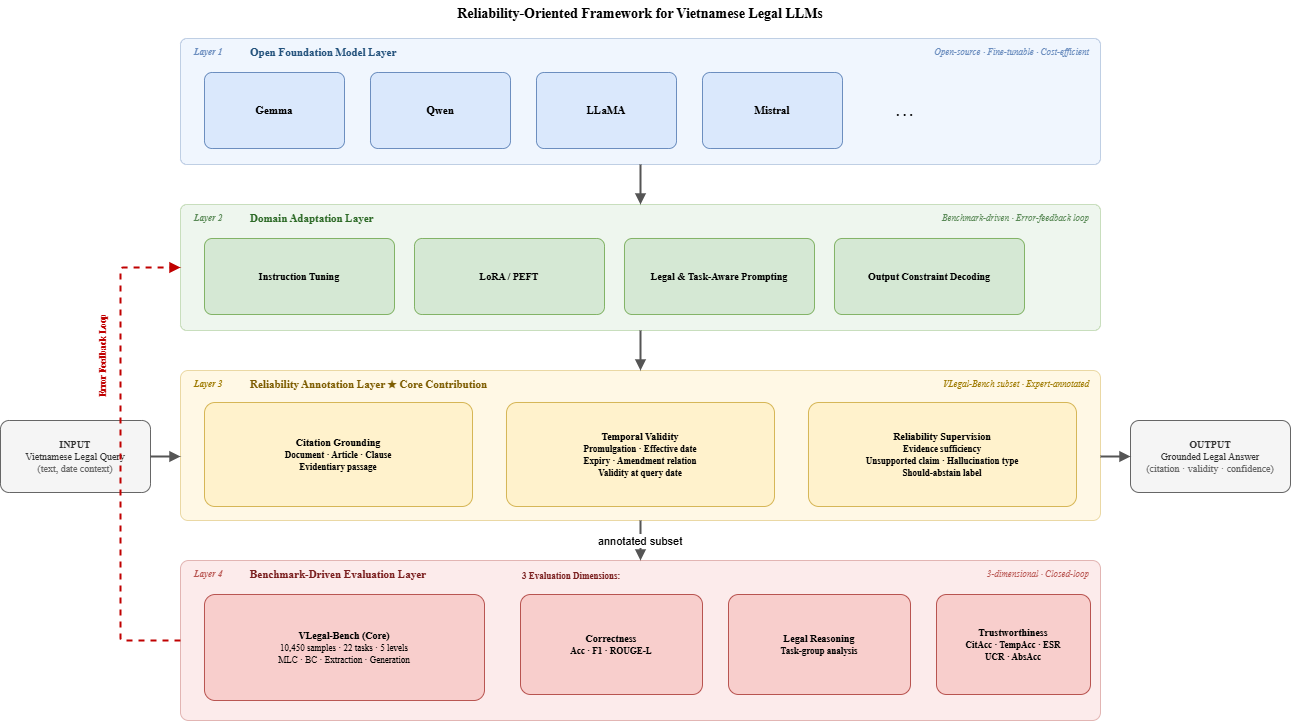 Reliability-Oriented Framework for Vietnamese Legal LLMs
Layer 1
Open Foundation Model Layer
Open-source · Fine-tunable · Cost-efficient
Gemma
Qwen
LLaMA
Mistral
. . .
Layer 2
Domain Adaptation Layer
Benchmark-driven · Error-feedback loop
Instruction Tuning
LoRA / PEFT
Legal & Task-Aware Prompting
Output Constraint Decoding
Error Feedback Loop
Layer 3
Reliability Annotation Layer ★ Core Contribution
VLegal-Bench subset · Expert-annotated
INPUT
Vietnamese Legal Query
(text, date context)
Citation Grounding
Document · Article · Clause
Evidentiary passage
Temporal Validity
Promulgation · Effective date
Expiry · Amendment relation
Validity at query date
Reliability Supervision
Evidence sufficiency
Unsupported claim · Hallucination type
Should-abstain label
OUTPUT
Grounded Legal Answer
(citation · validity · confidence)
annotated subset
Layer 4
Benchmark-Driven Evaluation Layer
3 Evaluation Dimensions:
3-dimensional · Closed-loop
VLegal-Bench (Core)
10,450 samples · 22 tasks · 5 levels
MLC · BC · Extraction · Generation
Correctness
Acc · F1 · ROUGE-L
Legal Reasoning
Task-group analysis
Trustworthiness
CitAcc · TempAcc · ESR
UCR · AbsAcc